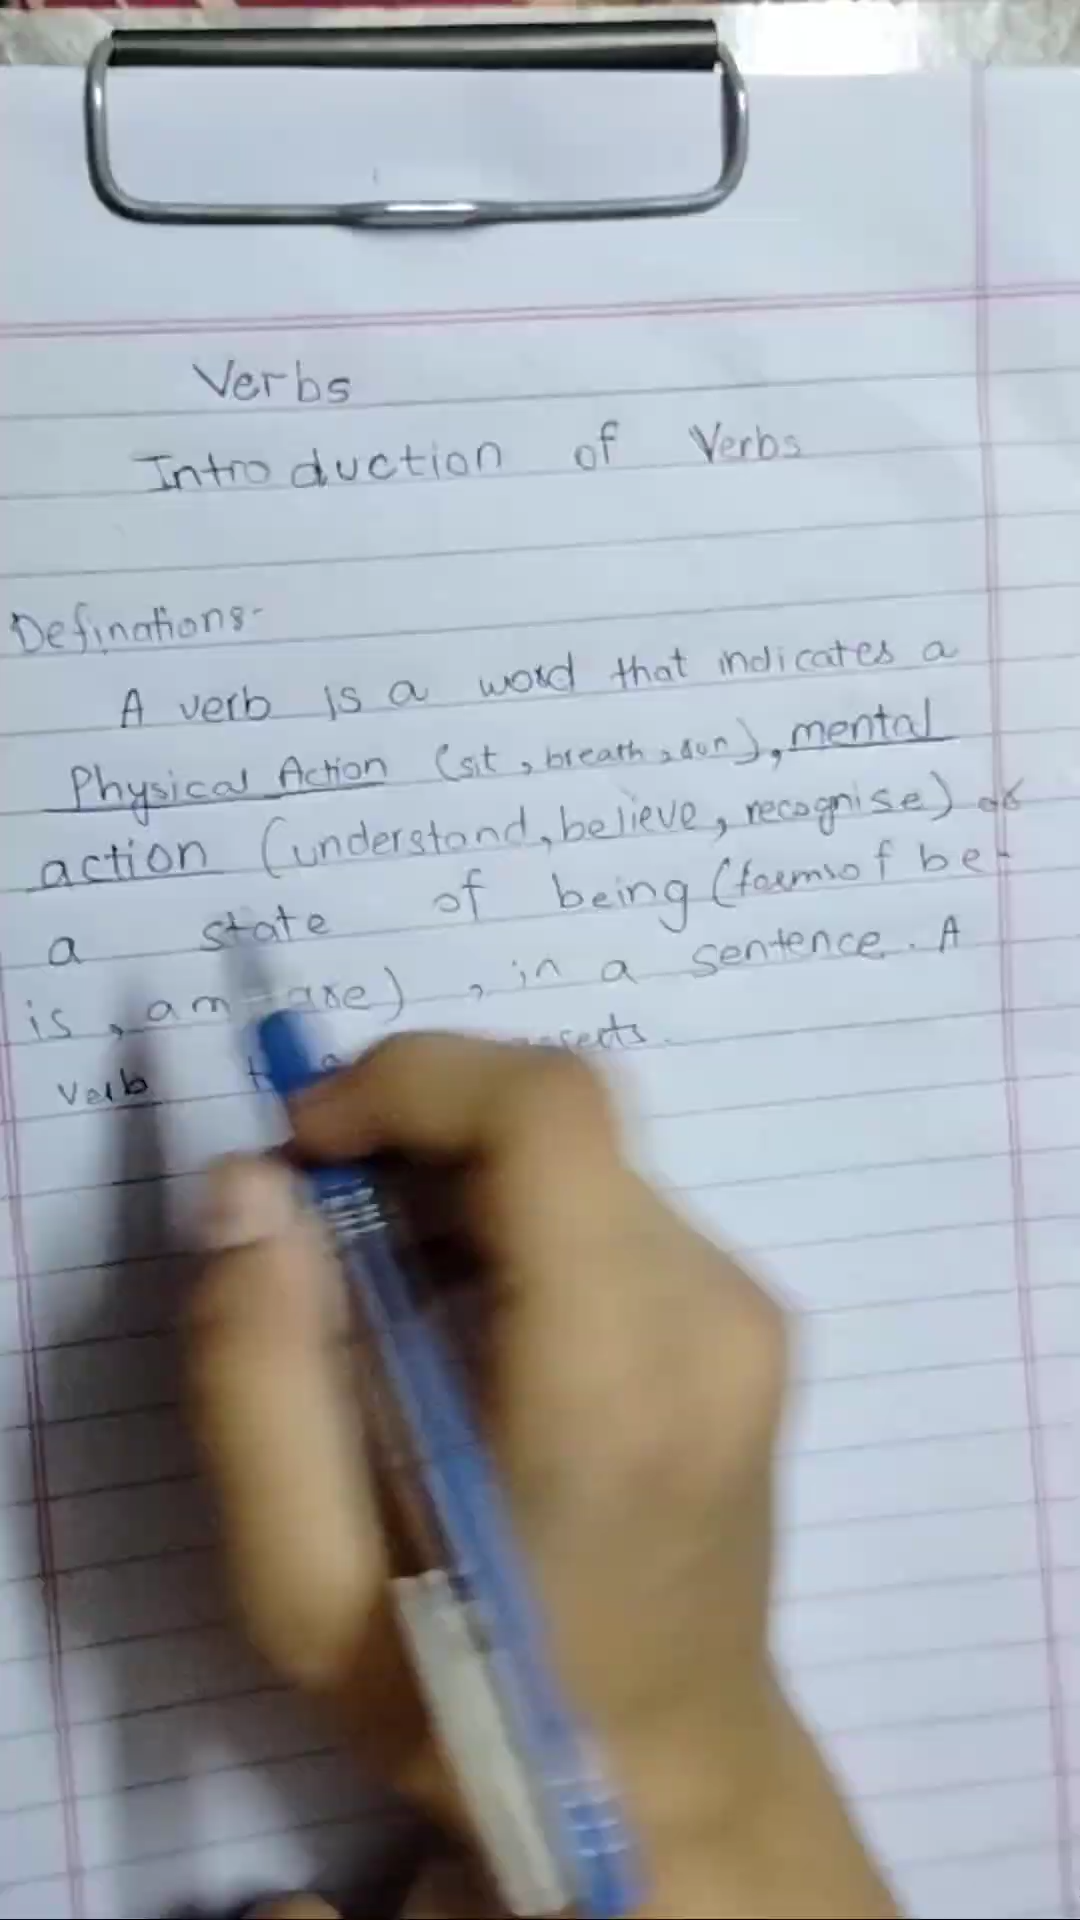 Verbs
Introduction of Verbs
Definations-
A verb is a word that indicates a
Physical Action (sit, breath, run), mental
action (understand, believe, recognise) or
a state of being (forms of be-
is, am are), in a sentence. A
verb